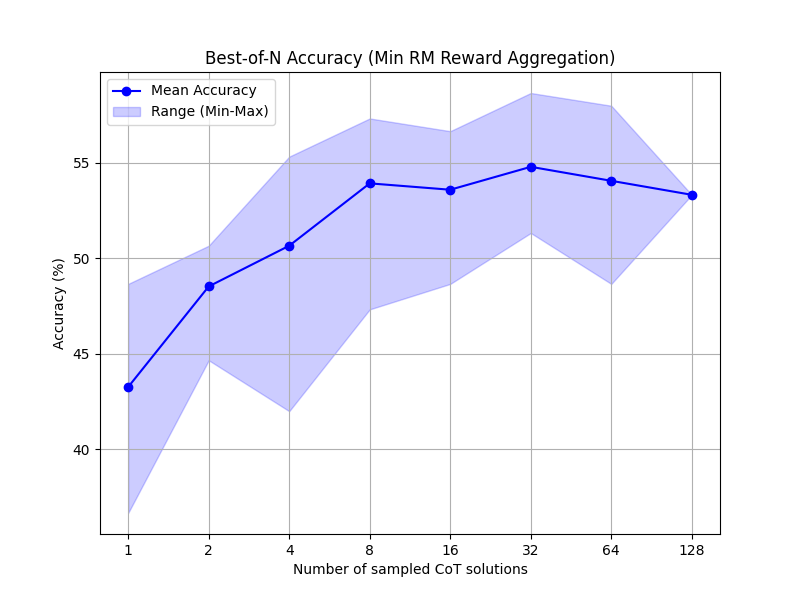 Best-of-N Accuracy (Min RM Reward Aggregation)
Mean Accuracy
Range (Min-Max)
Accuracy (%)
55
50
45
40
1 2 4 8 16 32 64 128
Number of sampled CoT solutions